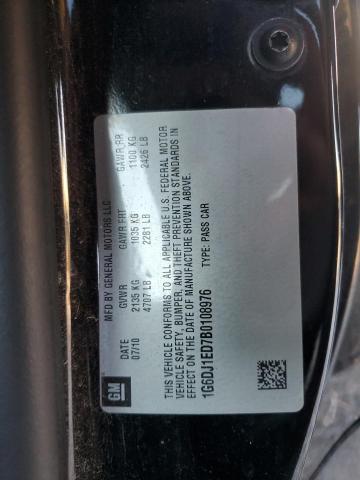 GM
MFD BY GENERAL MOTORS LLC
DATE GVWR GAWR FRT GAWR RR
07/10 2135 KG 1035 KG 1100 KG
4707 LB 2281 LB 2426 LB
THIS VEHICLE CONFORMS TO ALL APPLICABLE U.S. FEDERAL MOTOR
VEHICLE SAFETY, BUMPER, AND THEFT PREVENTION STANDARDS IN
EFFECT ON THE DATE OF MANUFACTURE SHOWN ABOVE.
1G6DJ1ED7B0108976 TYPE: PASS CAR